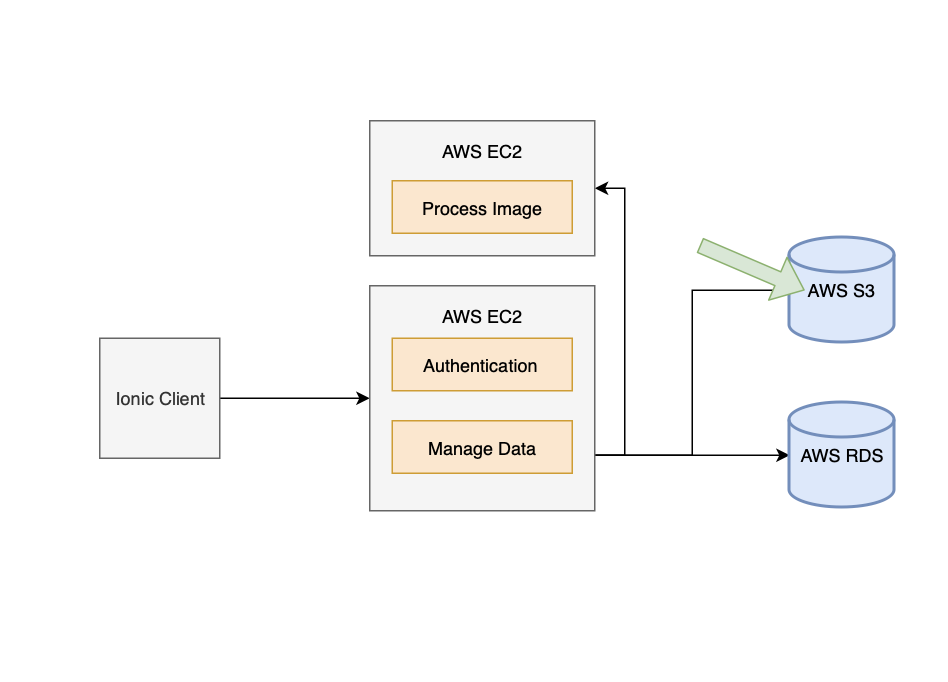 AWS EC2
Process Image
AWS S3
AWS EC2
Authentication
Ionic Client
Manage Data
AWS RDS